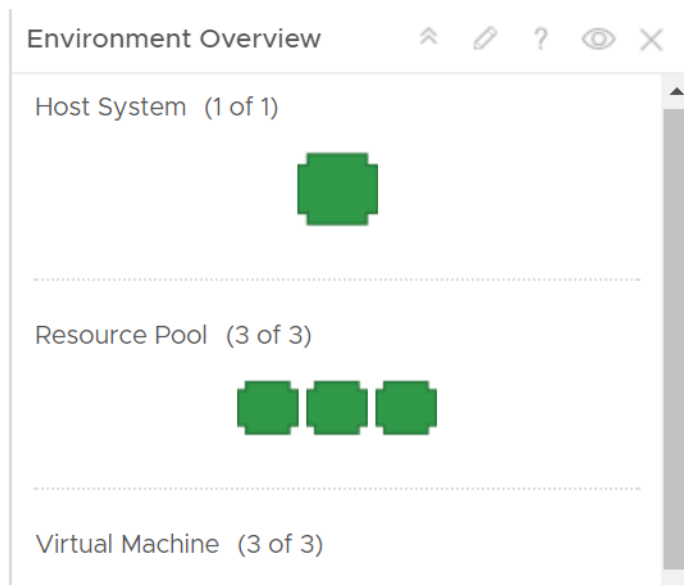 Environment Overview ?
Host System (1 of 1)
Resource Pool (3 of 3)
Virtual Machine (3 of 3)